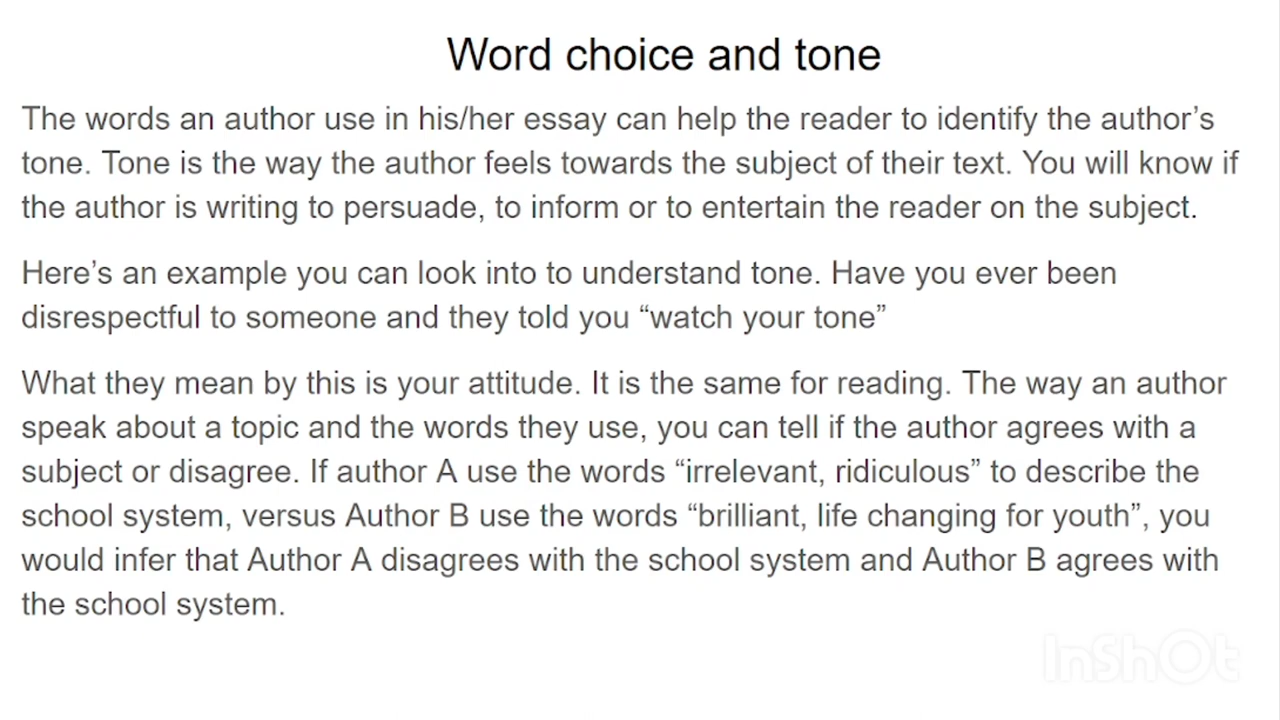 Word choice and tone
The words an author use in his/her essay can help the reader to identify the author’s
tone. Tone is the way the author feels towards the subject of their text. You will know if
the author is writing to persuade, to inform or to entertain the reader on the subject.
Here’s an example you can look into to understand tone. Have you ever been
disrespectful to someone and they told you “watch your tone”
What they mean by this is your attitude. It is the same for reading. The way an author
speak about a topic and the words they use, you can tell if the author agrees with a
subject or disagree. If author A use the words “irrelevant, ridiculous” to describe the
school system, versus Author B use the words “brilliant, life changing for youth”, you
would infer that Author A disagrees with the school system and Author B agrees with
the school system.
InShOt